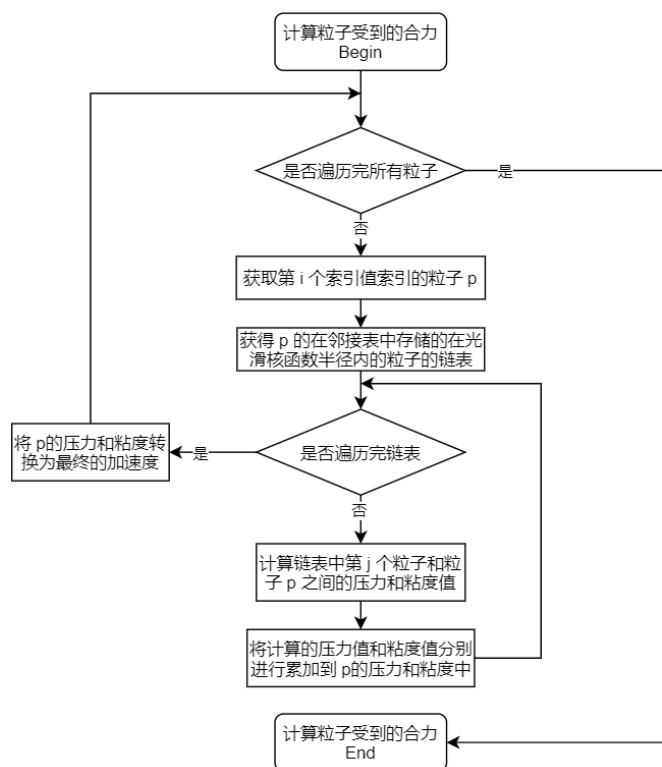 计算粒子受到的合力
Begin
是否遍历完所有粒子
是
否
获取第 i 个索引值索引的粒子 p
获得 p 的在邻接表中存储的在光
滑核函数半径内的粒子的链表
将 p的压力和粘度转
换为最终的加速度
是
是否遍历完链表
否
计算链表中第 j 个粒子和粒
子 p 之间的压力和粘度值
将计算的压力值和粘度值分别
进行累加到 p的压力和粘度中
计算粒子受到的合力
End